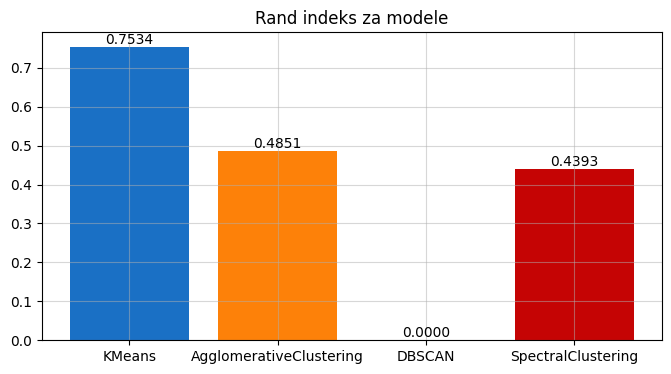 Rand indeks za modele
0.7
0.6
0.5
0.4
0.3
0.2
0.1
0.0
0.7534
0.4851
0.0000
0.4393
KMeans
AgglomerativeClustering
DBSCAN
SpectralClustering